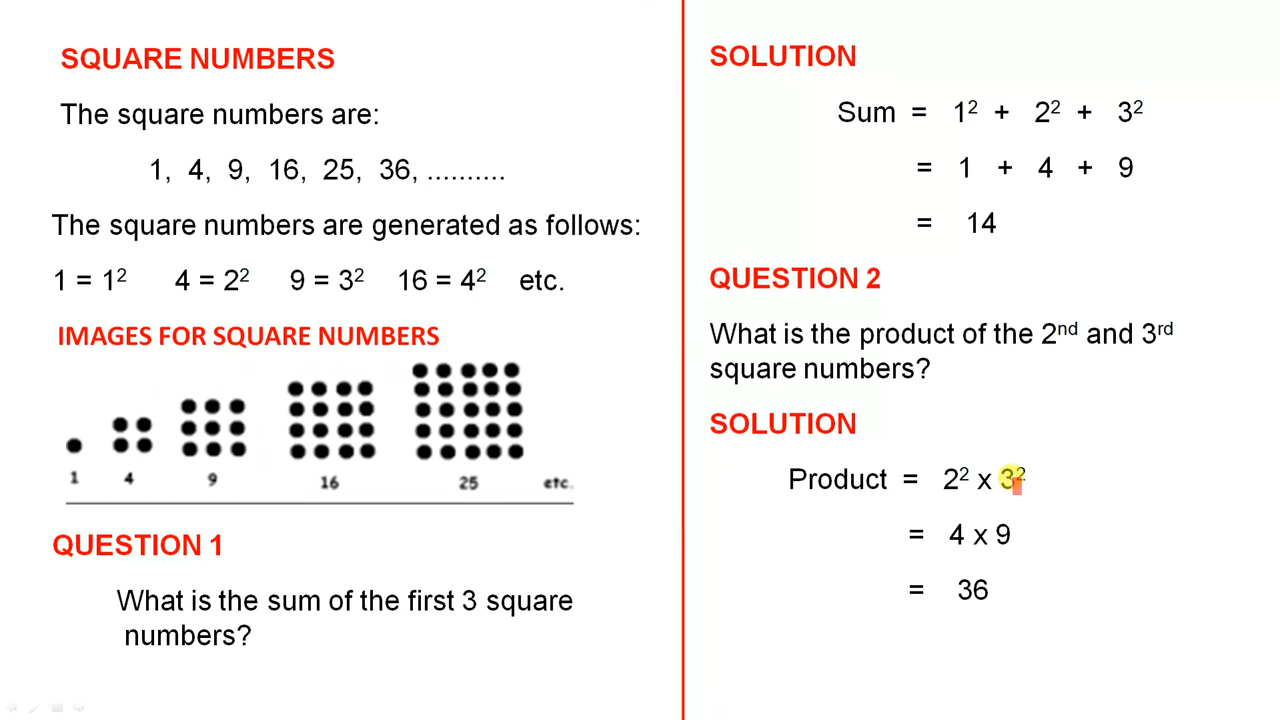 SQUARE NUMBERS
The square numbers are:
1, 4, 9, 16, 25, 36, ..........
The square numbers are generated as follows:
1 = 1² 4 = 2² 9 = 3² 16 = 4² etc.
IMAGES FOR SQUARE NUMBERS
1 4 9 16 25 etc.
QUESTION 1
What is the sum of the first 3 square
numbers?
SOLUTION
Sum = 1² + 2² + 3²
= 1 + 4 + 9
= 14
QUESTION 2
What is the product of the 2nd and 3rd
square numbers?
SOLUTION
Product = 2² x 3²
= 4 x 9
= 36